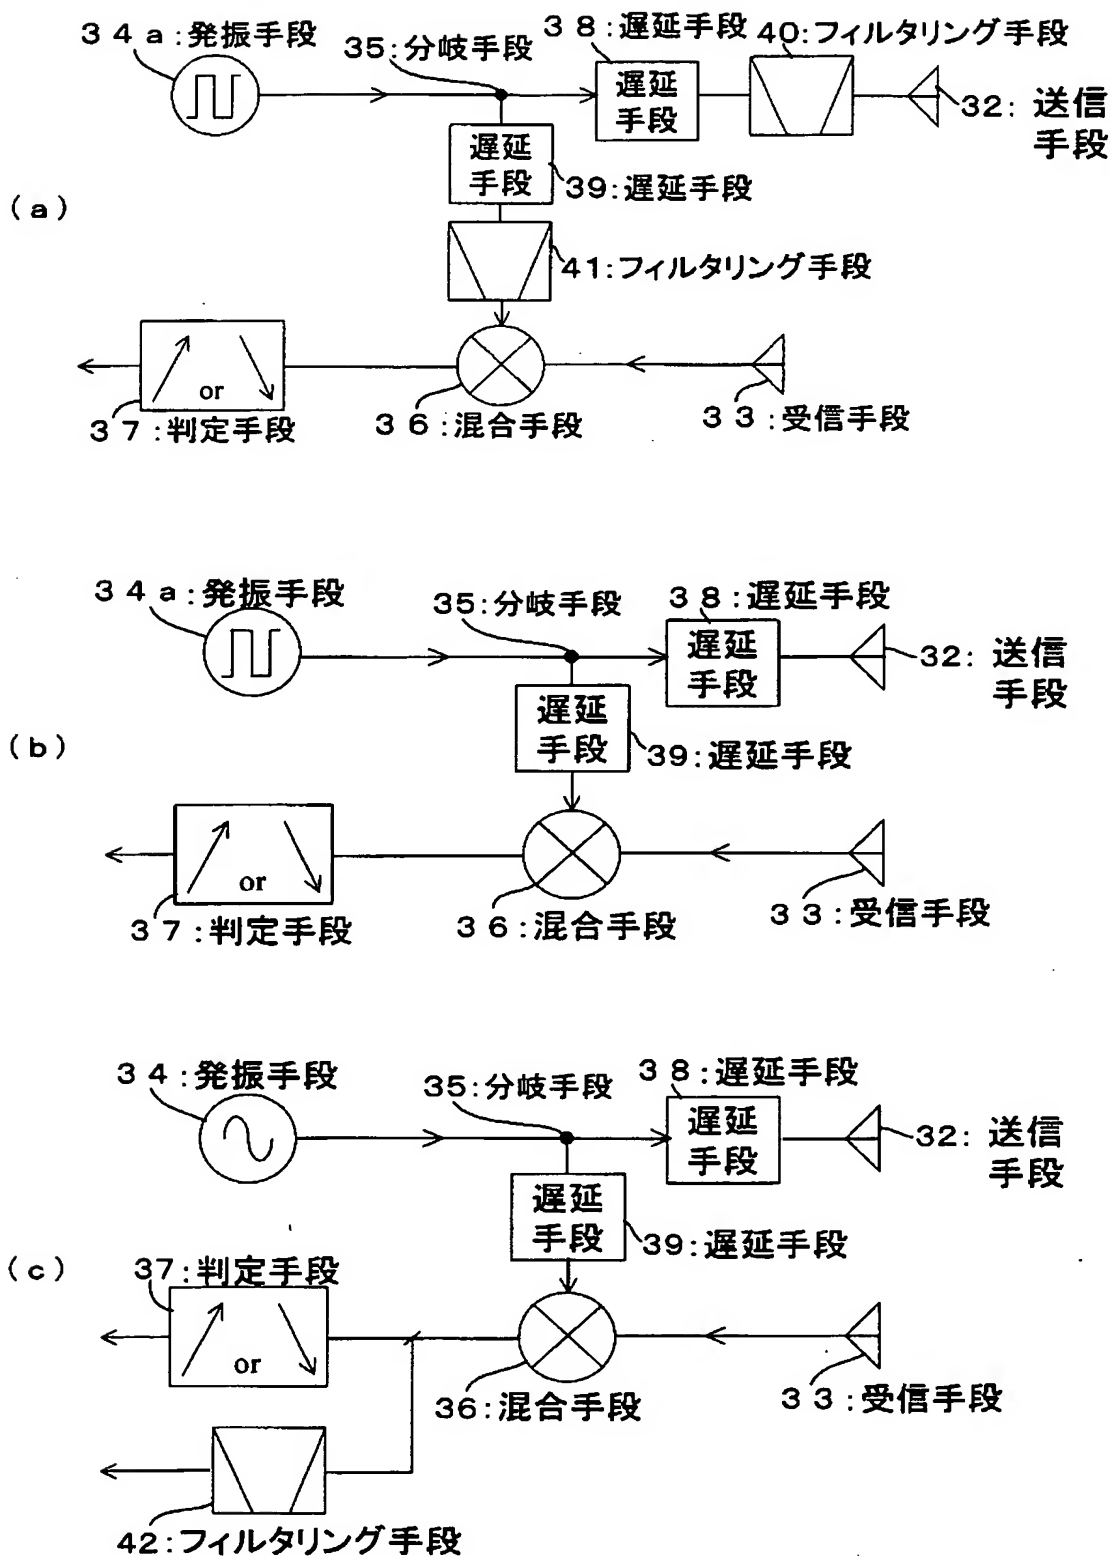 34a:発振手段
35:分岐手段
38:遅延手段
40:フィルタリング手段
遅延
手段
32: 送信
手段
遅延
手段
39:遅延手段
(a)
41:フィルタリング手段
or
37:判定手段
36:混合手段
33:受信手段
34a:発振手段
35:分岐手段
38:遅延手段
遅延
手段
32: 送信
手段
遅延
手段
39:遅延手段
(b)
or
37:判定手段
36:混合手段
33:受信手段
34:発振手段
35:分岐手段
38:遅延手段
遅延
手段
32: 送信
手段
遅延
手段
39:遅延手段
(c)
37:判定手段
or
36:混合手段
33:受信手段
42:フィルタリング手段